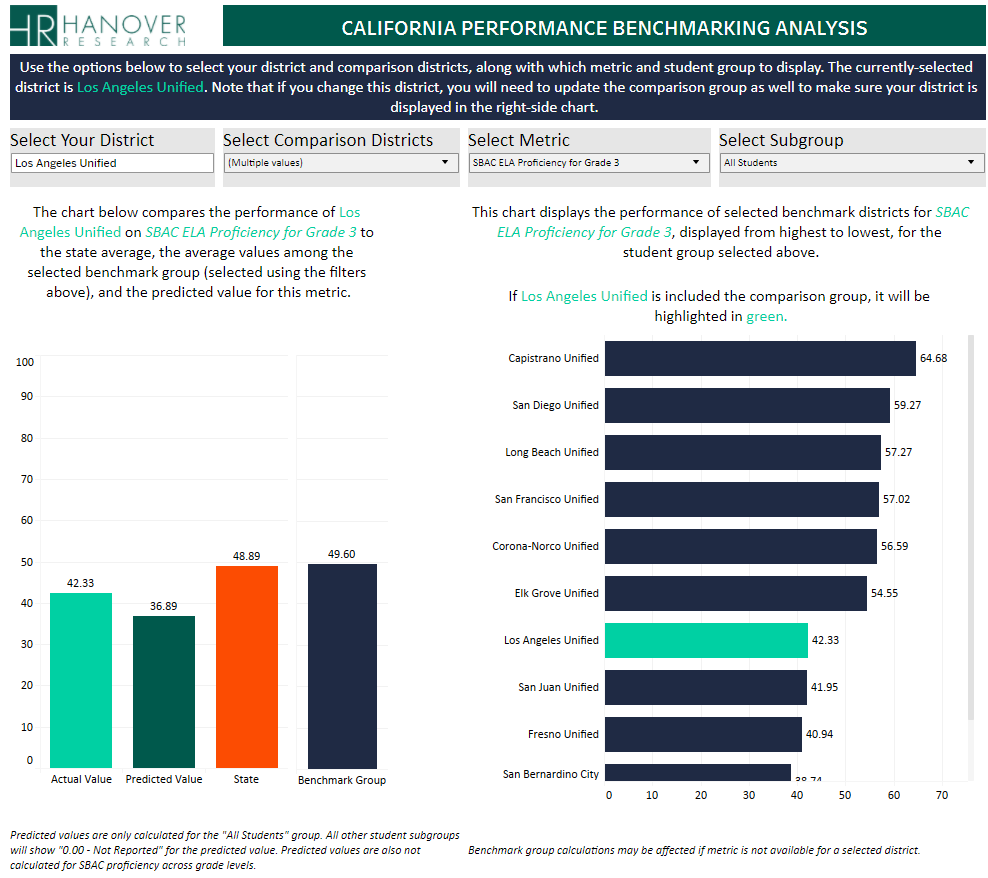 HANOVER
RESEARCH
CALIFORNIA PERFORMANCE BENCHMARKING ANALYSIS
Use the options below to select your district and comparison districts, along with which metric and student group to display. The currently-selected
district is Los Angeles Unified. Note that if you change this district, you will need to update the comparison group as well to make sure your district is
displayed in the right-side chart.
Select Your District
Los Angeles Unified
Select Comparison Districts
(Multiple values)
Select Metric
SBAC ELA Proficiency for Grade 3
Select Subgroup
All Students
The chart below compares the performance of Los
Angeles Unified on SBAC ELA Proficiency for Grade 3 to
the state average, the average values among the
selected benchmark group (selected using the filters
above), and the predicted value for this metric.
100
90
80
70
60
50
40
30
20
10
0
42.33
36.89
48.89
49.60
Actual Value
Predicted Value
State
Benchmark Group
Predicted values are only calculated for the "All Students" group. All other student subgroups
will show "0.00 - Not Reported" for the predicted value. Predicted values are also not
calculated for SBAC proficiency across grade levels.
This chart displays the performance of selected benchmark districts for SBAC
ELA Proficiency for Grade 3, displayed from highest to lowest, for the
student group selected above.
If Los Angeles Unified is included the comparison group, it will be
highlighted in green.
Capistrano Unified 64.68
San Diego Unified 59.27
Long Beach Unified 57.27
San Francisco Unified 57.02
Corona-Norco Unified 56.59
Elk Grove Unified 54.55
Los Angeles Unified 42.33
San Juan Unified 41.95
Fresno Unified 40.94
San Bernardino City 38.74
0 10 20 30 40 50 60 70
Benchmark group calculations may be affected if metric is not available for a selected district.